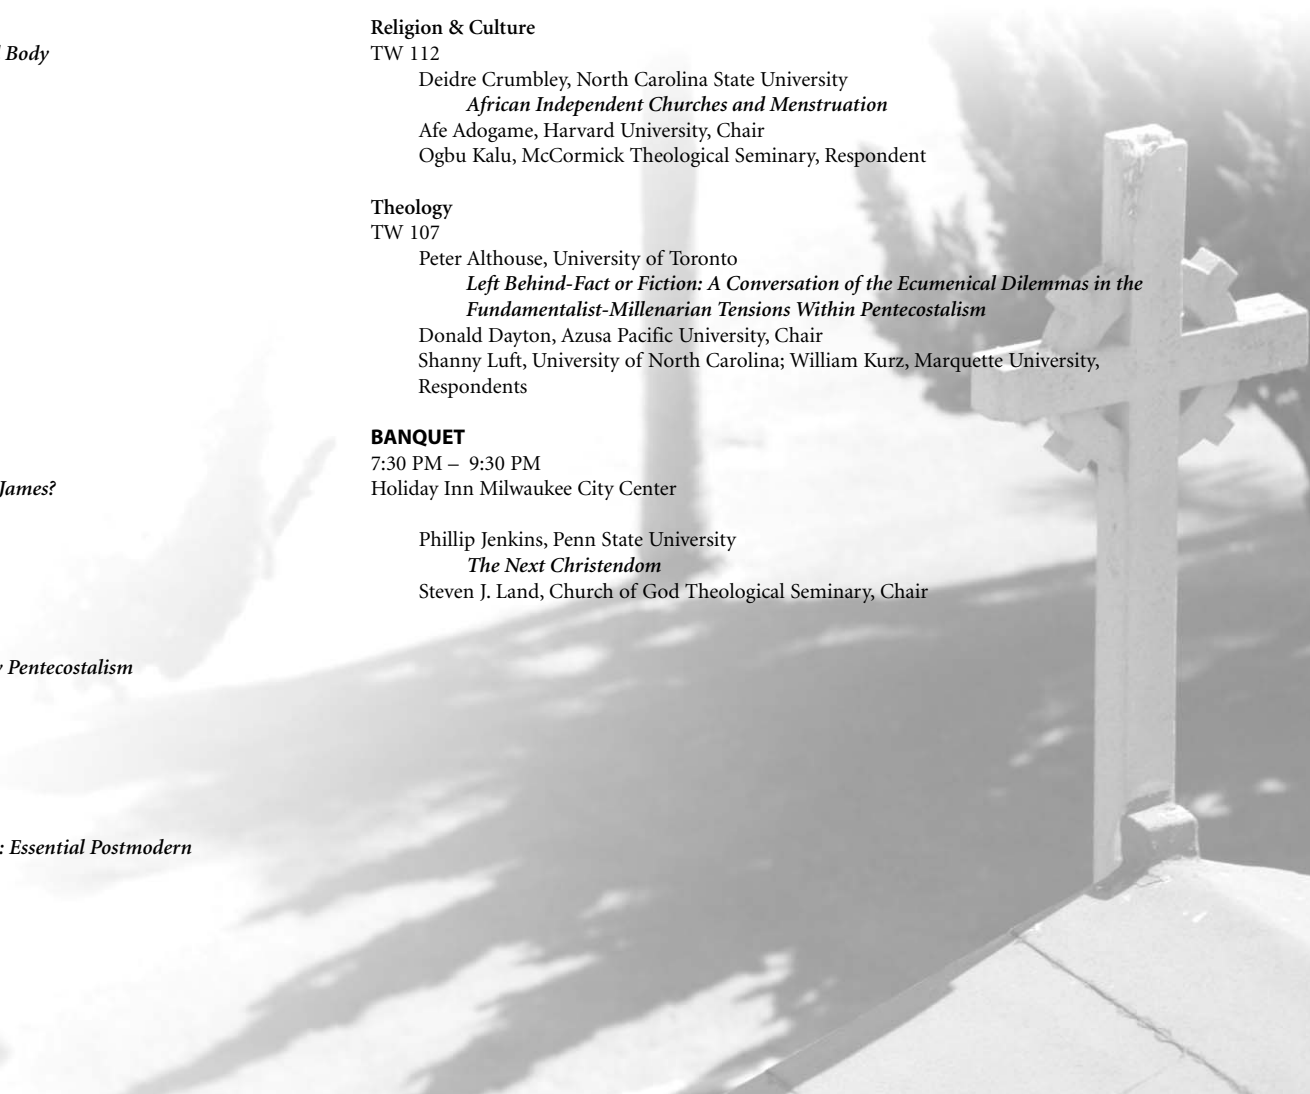 Body
James?
Pentecostalism
: Essential Postmodern
Religion & Culture
TW 112
Deidre Crumbley, North Carolina State University
African Independent Churches and Menstruation
Afe Adogame, Harvard University, Chair
Ogbu Kalu, McCormick Theological Seminary, Respondent
Theology
TW 107
Peter Althouse, University of Toronto
Left Behind-Fact or Fiction: A Conversation of the Ecumenical Dilemmas in the
Fundamentalist-Millenarian Tensions Within Pentecostalism
Donald Dayton, Azusa Pacific University, Chair
Shanny Luft, University of North Carolina; William Kurz, Marquette University,
Respondents
BANQUET
7:30 PM – 9:30 PM
Holiday Inn Milwaukee City Center
Phillip Jenkins, Penn State University
The Next Christendom
Steven J. Land, Church of God Theological Seminary, Chair